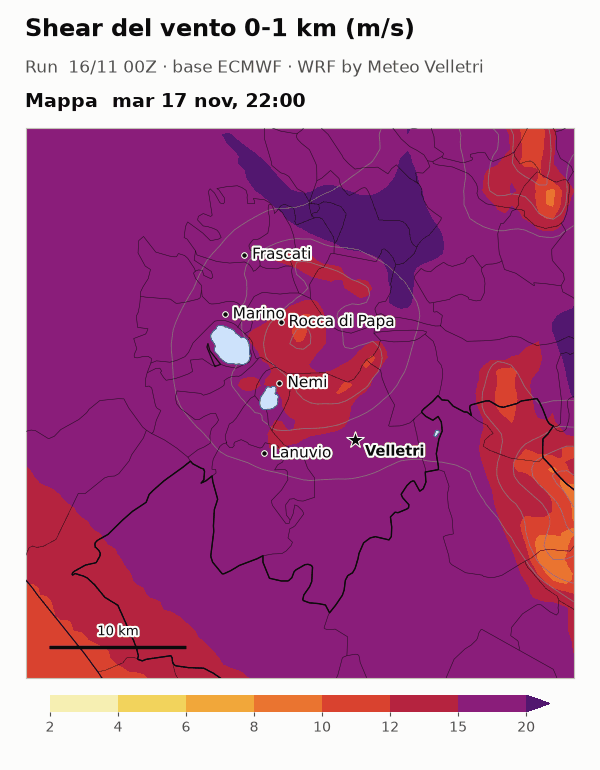 Shear del vento 0-1 km (m/s)
Run 16/11 00Z · base ECMWF · WRF by Meteo Velletri
Mappa mar 17 nov, 22:00
Frascati
Marino
Rocca di Papa
Nemi
Velletri
Lanuvio
10 km
2 4 6 8 10 12 15 20